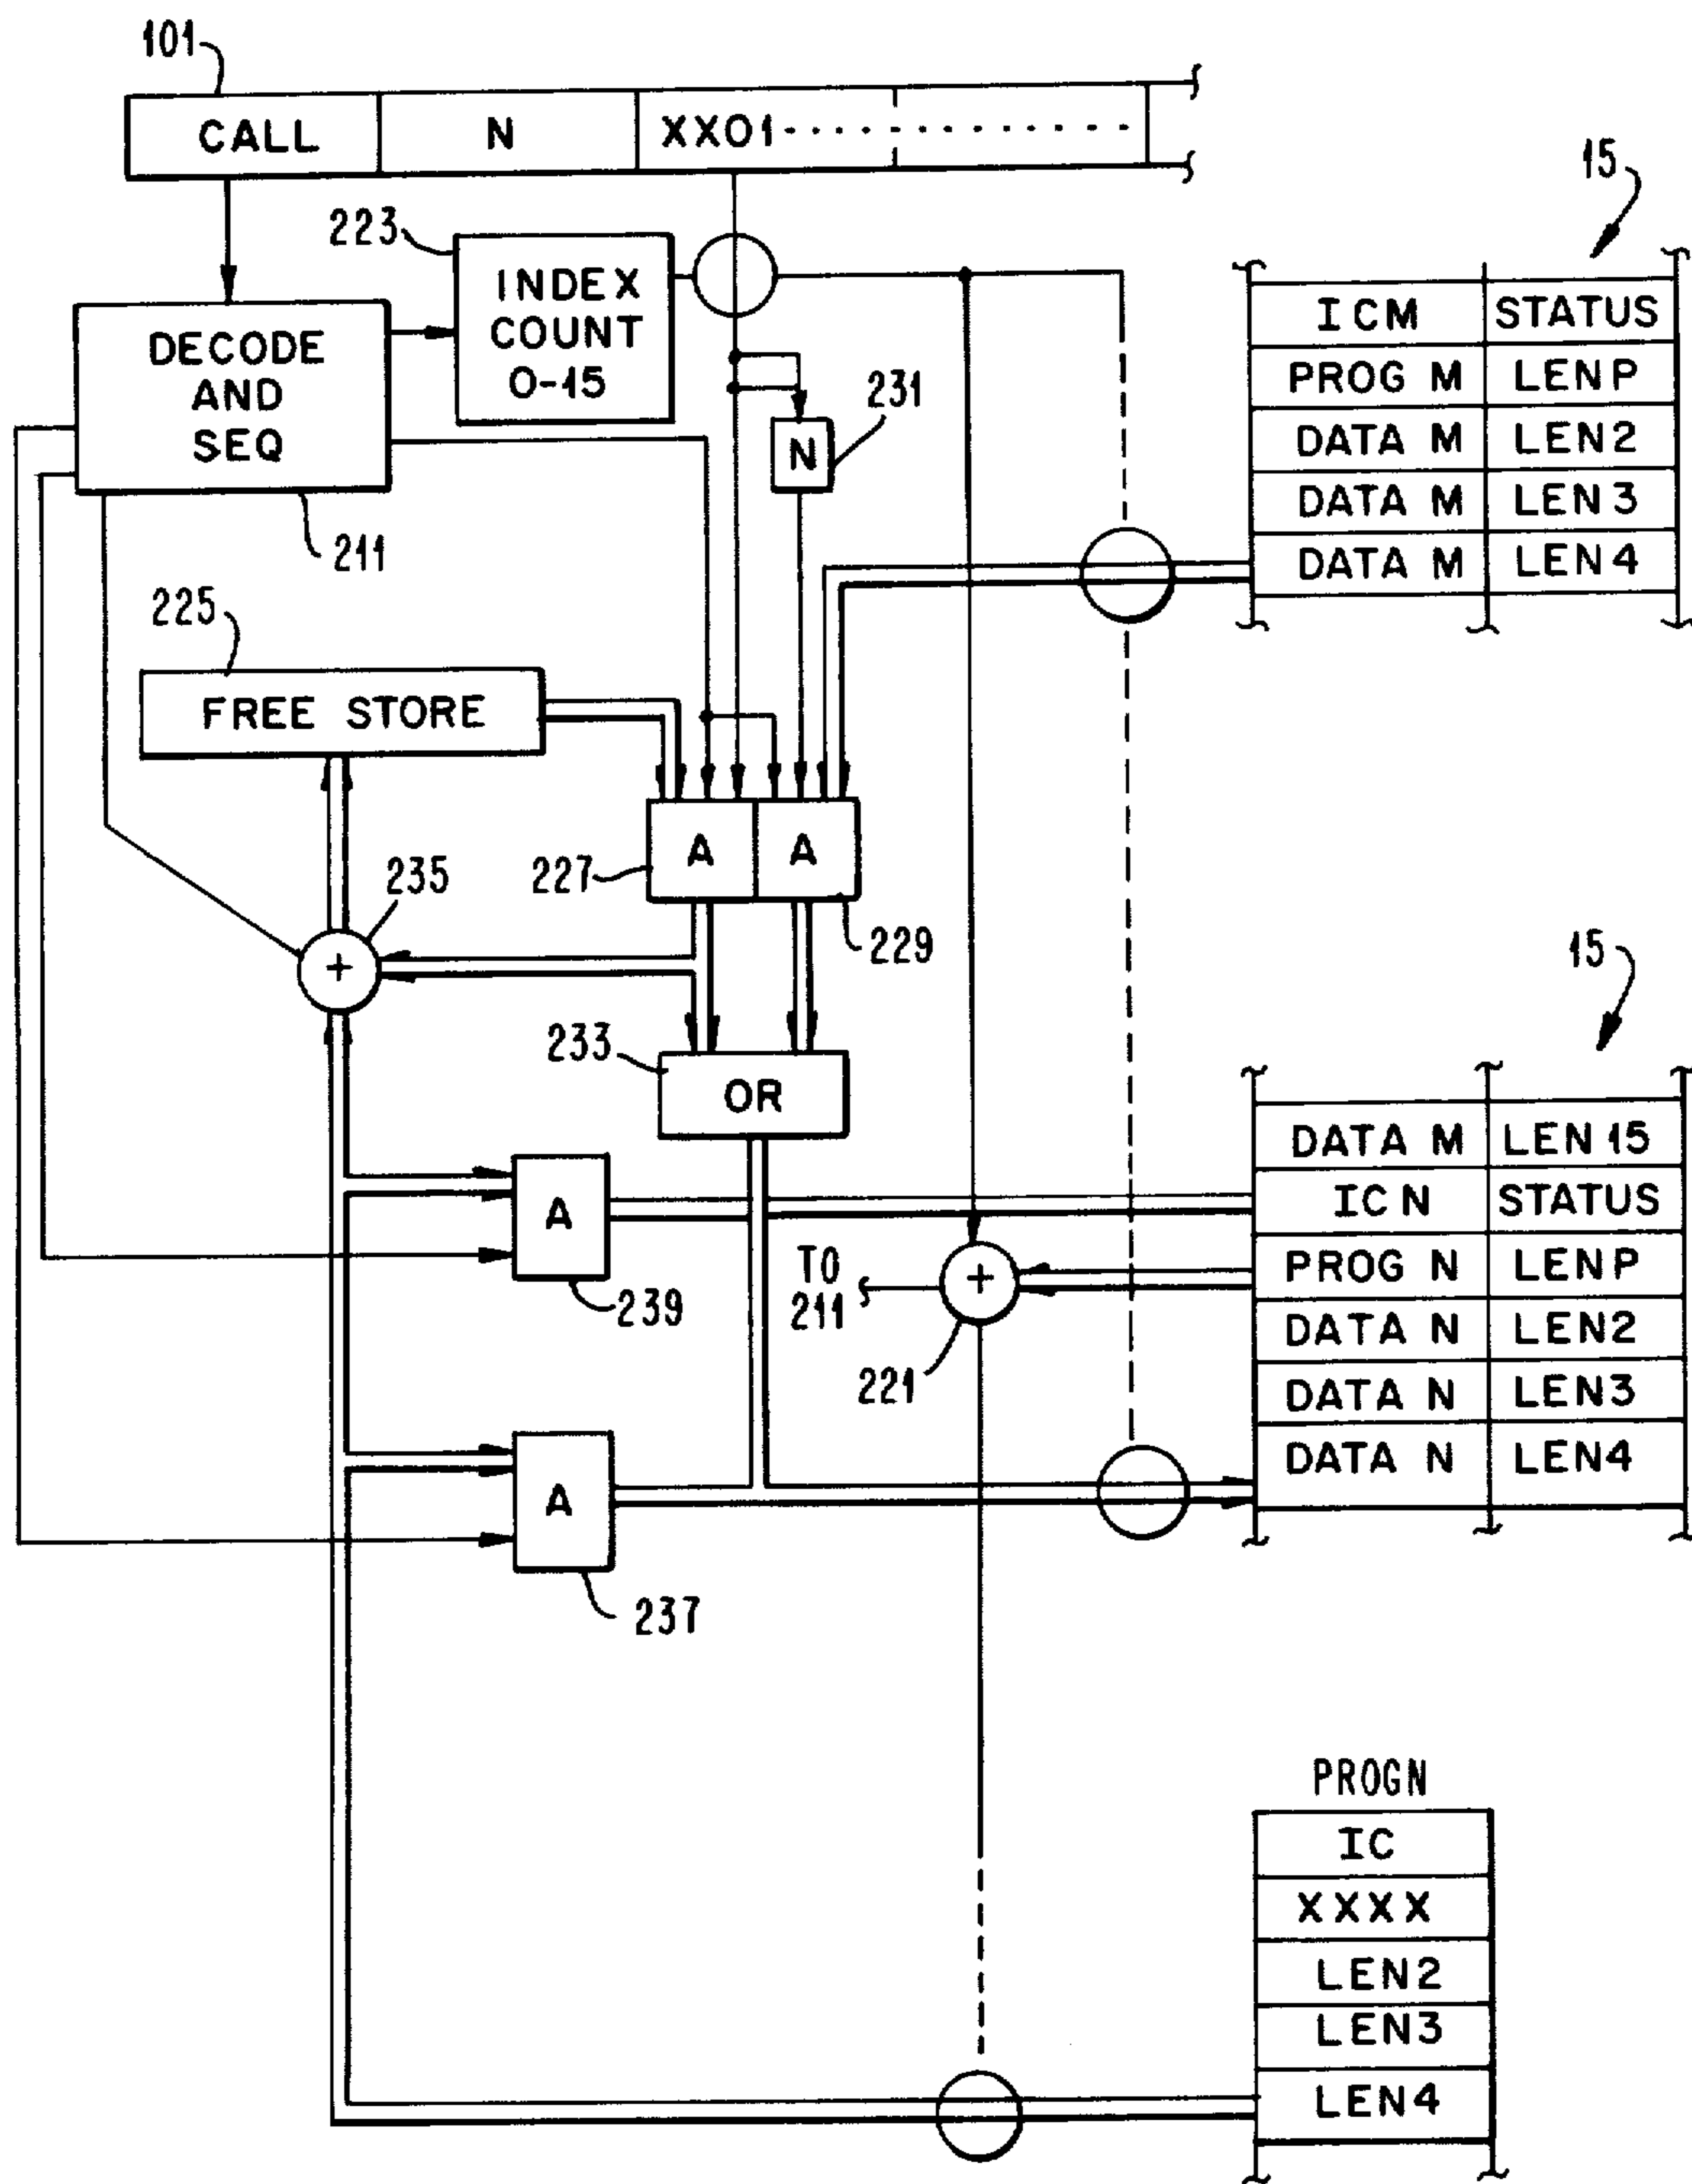 101
CALL N XX01
15
223
INDEX
COUNT
0-15
DECODE
AND
SEQ
211
231
N
ICM STATUS
PROG M LENP
DATA M LEN2
DATA M LEN3
DATA M LEN4
225
FREE STORE
A A
227
229
235
+
233
OR
15
DATA M LEN15
ICN STATUS
PROG N LENP
DATA N LEN2
DATA N LEN3
DATA N LEN4
A
239
TO
211
+
221
A
237
PROGN
IC
XXXX
LEN2
LEN3
LEN4